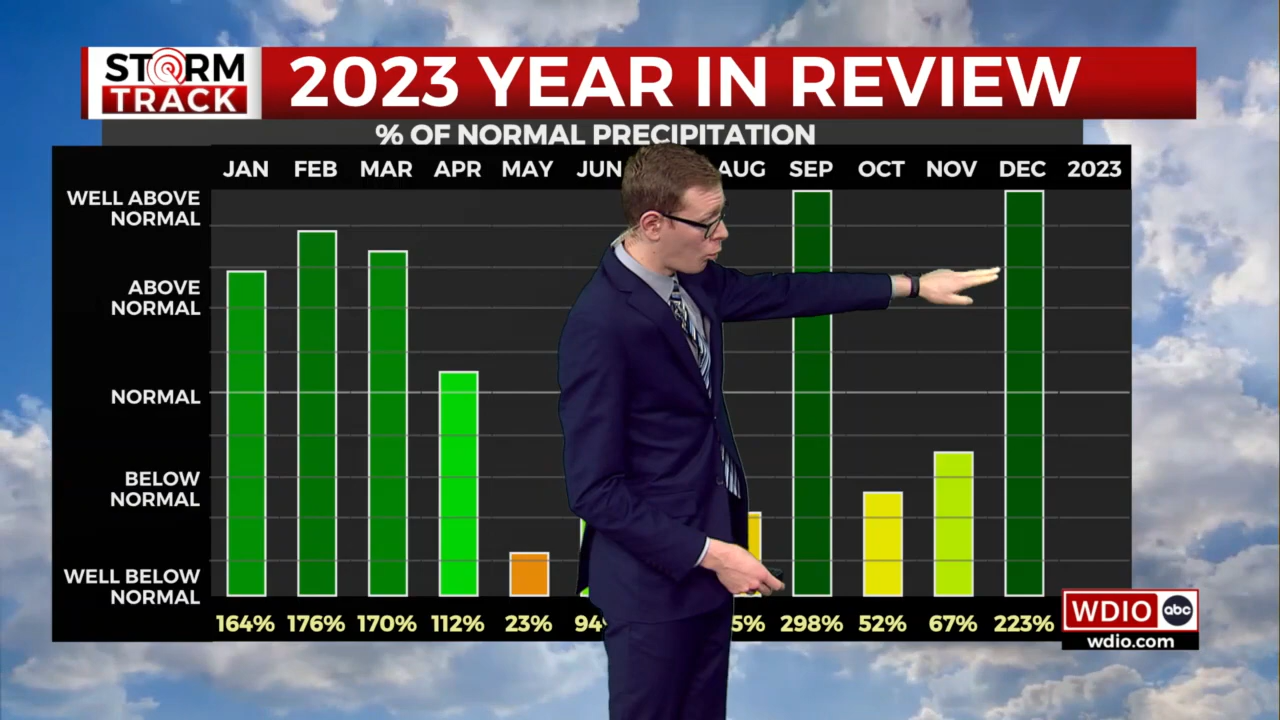 STORM
TRACK
2023 YEAR IN REVIEW
% OF NORMAL PRECIPITATION
JAN FEB MAR APR MAY JUN AUG SEP OCT NOV DEC 2023
WELL ABOVE
NORMAL
ABOVE
NORMAL
NORMAL
BELOW
NORMAL
WELL BELOW
NORMAL
164% 176% 170% 112% 23% 94 5% 298% 52% 67% 223%
WDIO abc
wdio.com